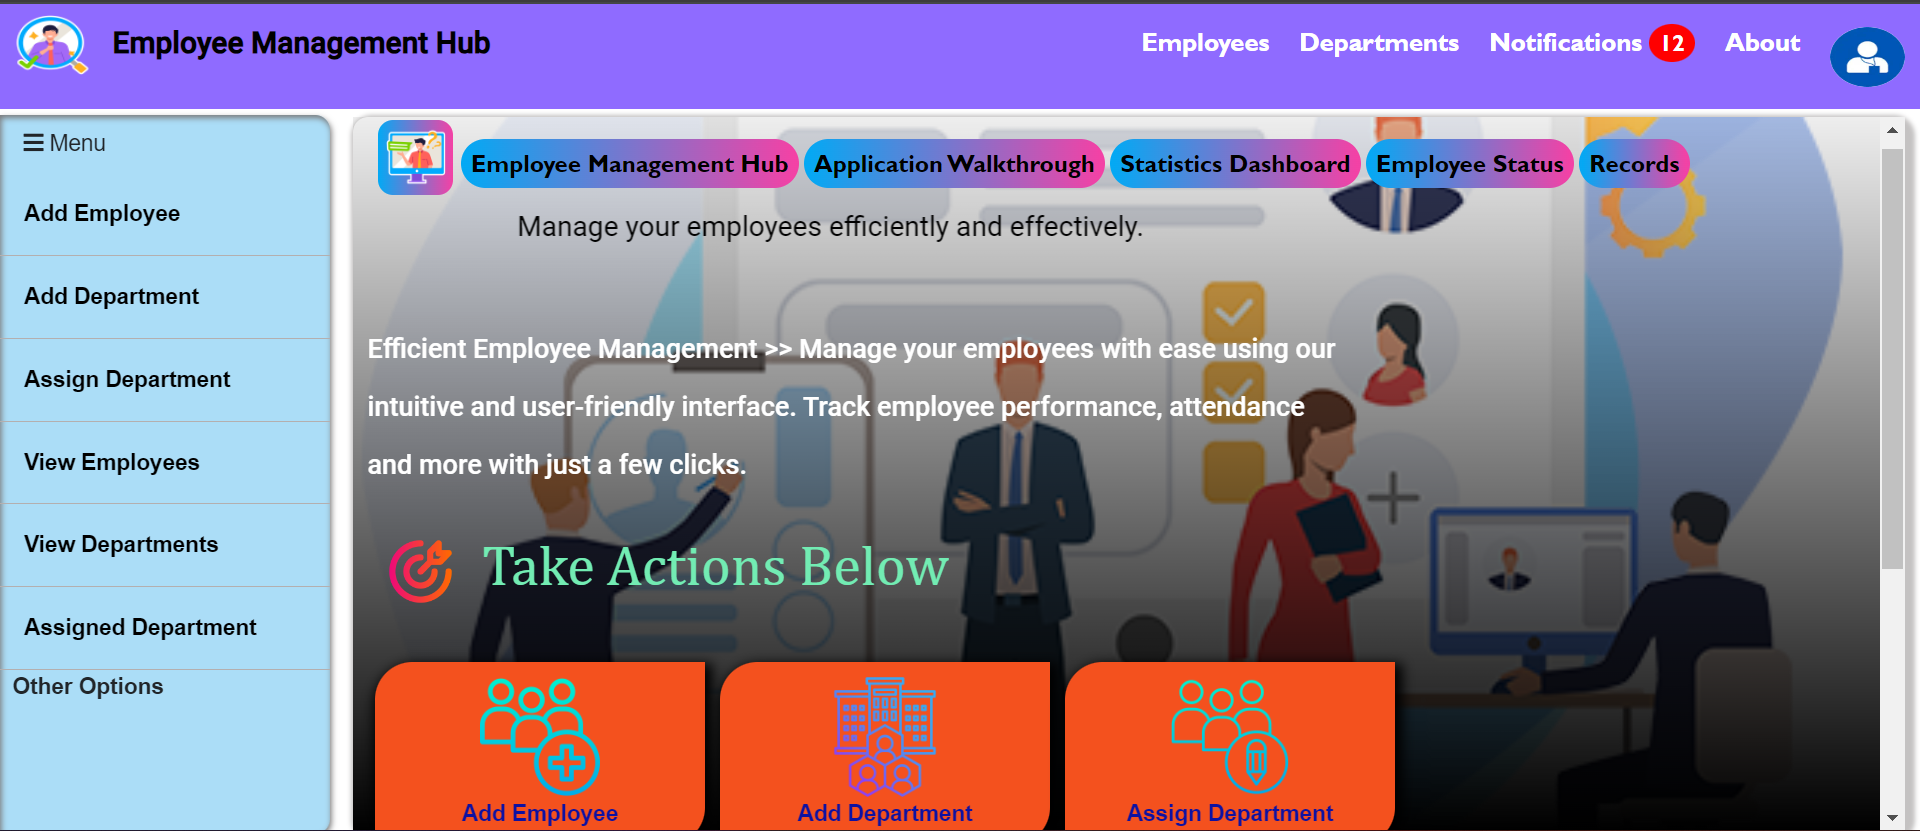 Employee Management Hub
Employees Departments Notifications 12 About
Menu
Add Employee
Add Department
Assign Department
View Employees
View Departments
Assigned Department
Other Options
Employee Management Hub Application Walkthrough Statistics Dashboard Employee Status Records
Manage your employees efficiently and effectively.
Efficient Employee Management >> Manage your employees with ease using our
intuitive and user-friendly interface. Track employee performance, attendance
and more with just a few clicks.
Take Actions Below
Add Employee
Add Department
Assign Department